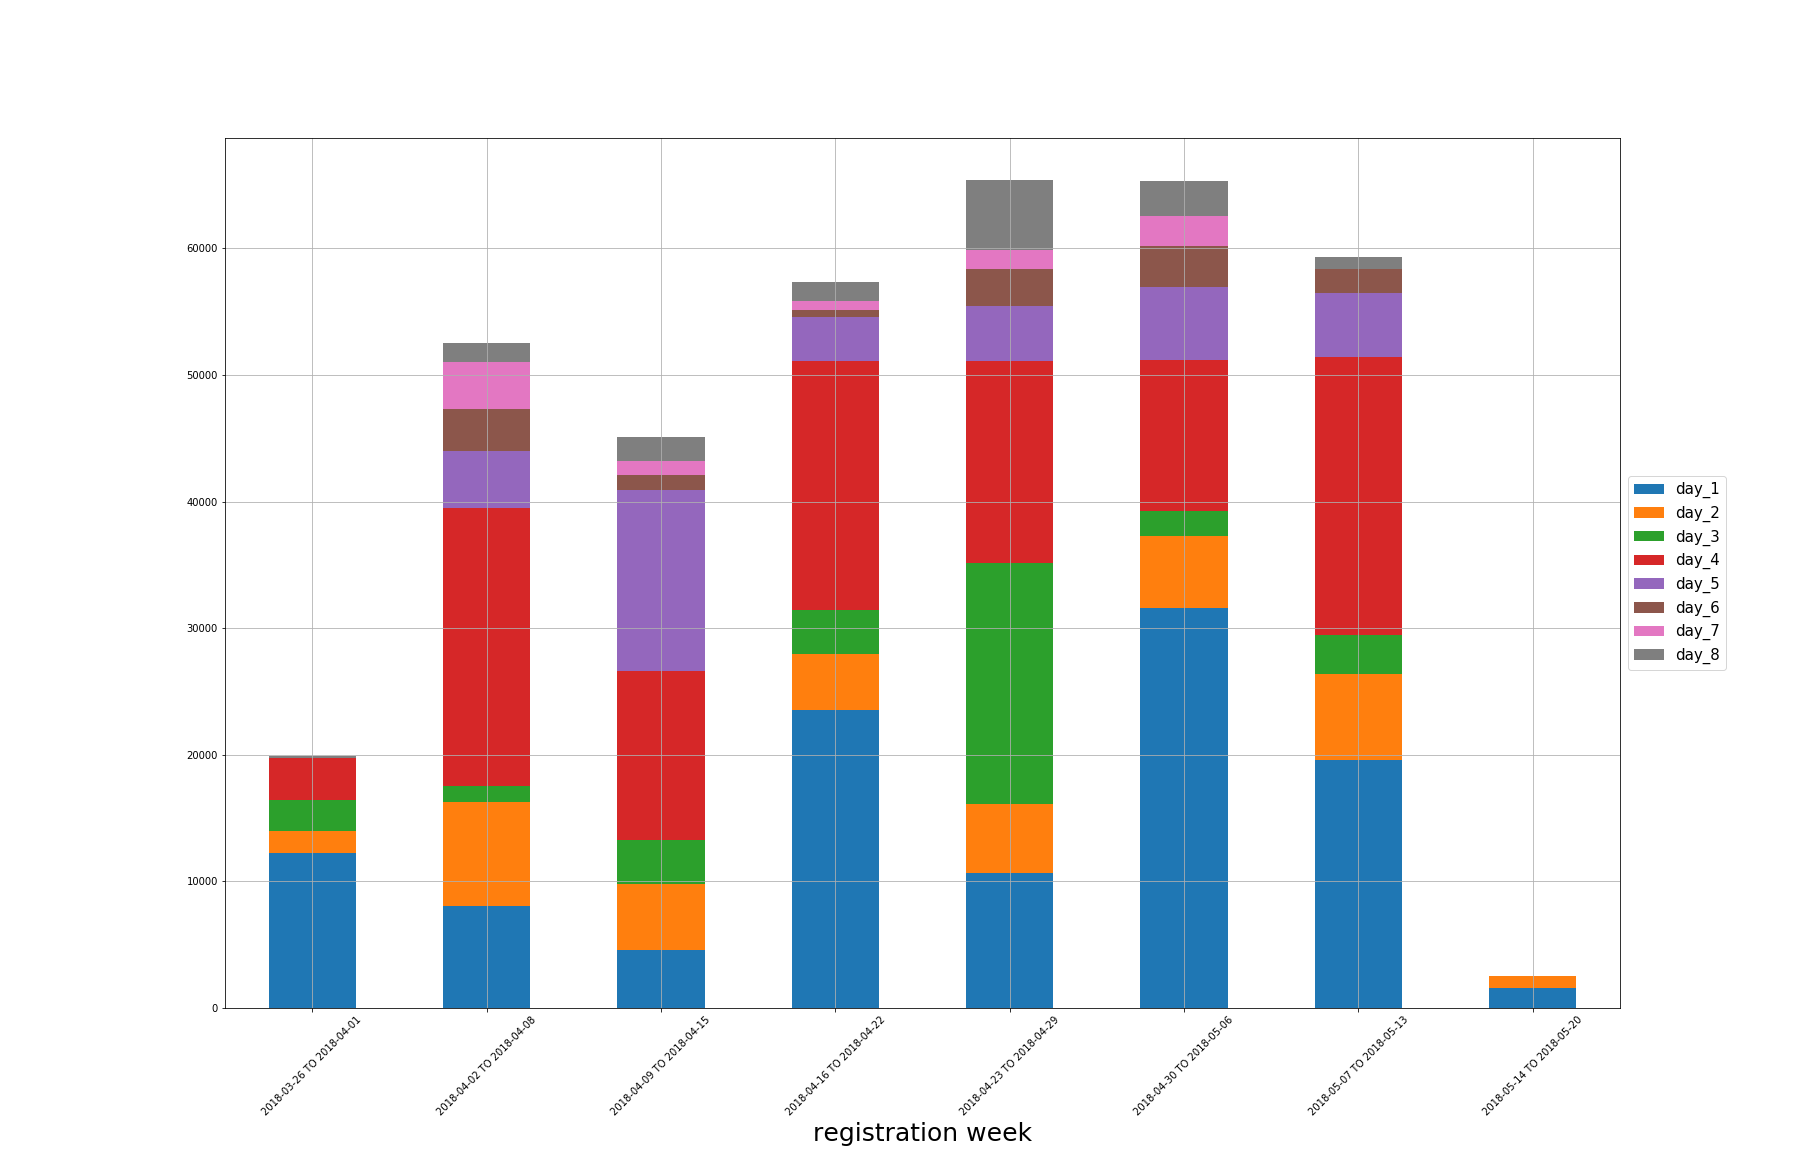 60000
50000
40000
30000
20000
10000
0
day_1
day_2
day_3
day_4
day_5
day_6
day_7
day_8
2018-03-26 TO 2018-04-01
2018-04-02 TO 2018-04-08
2018-04-09 TO 2018-04-15
2018-04-16 TO 2018-04-22
2018-04-23 TO 2018-04-29
2018-04-30 TO 2018-05-06
2018-05-07 TO 2018-05-13
2018-05-14 TO 2018-05-20
registration week